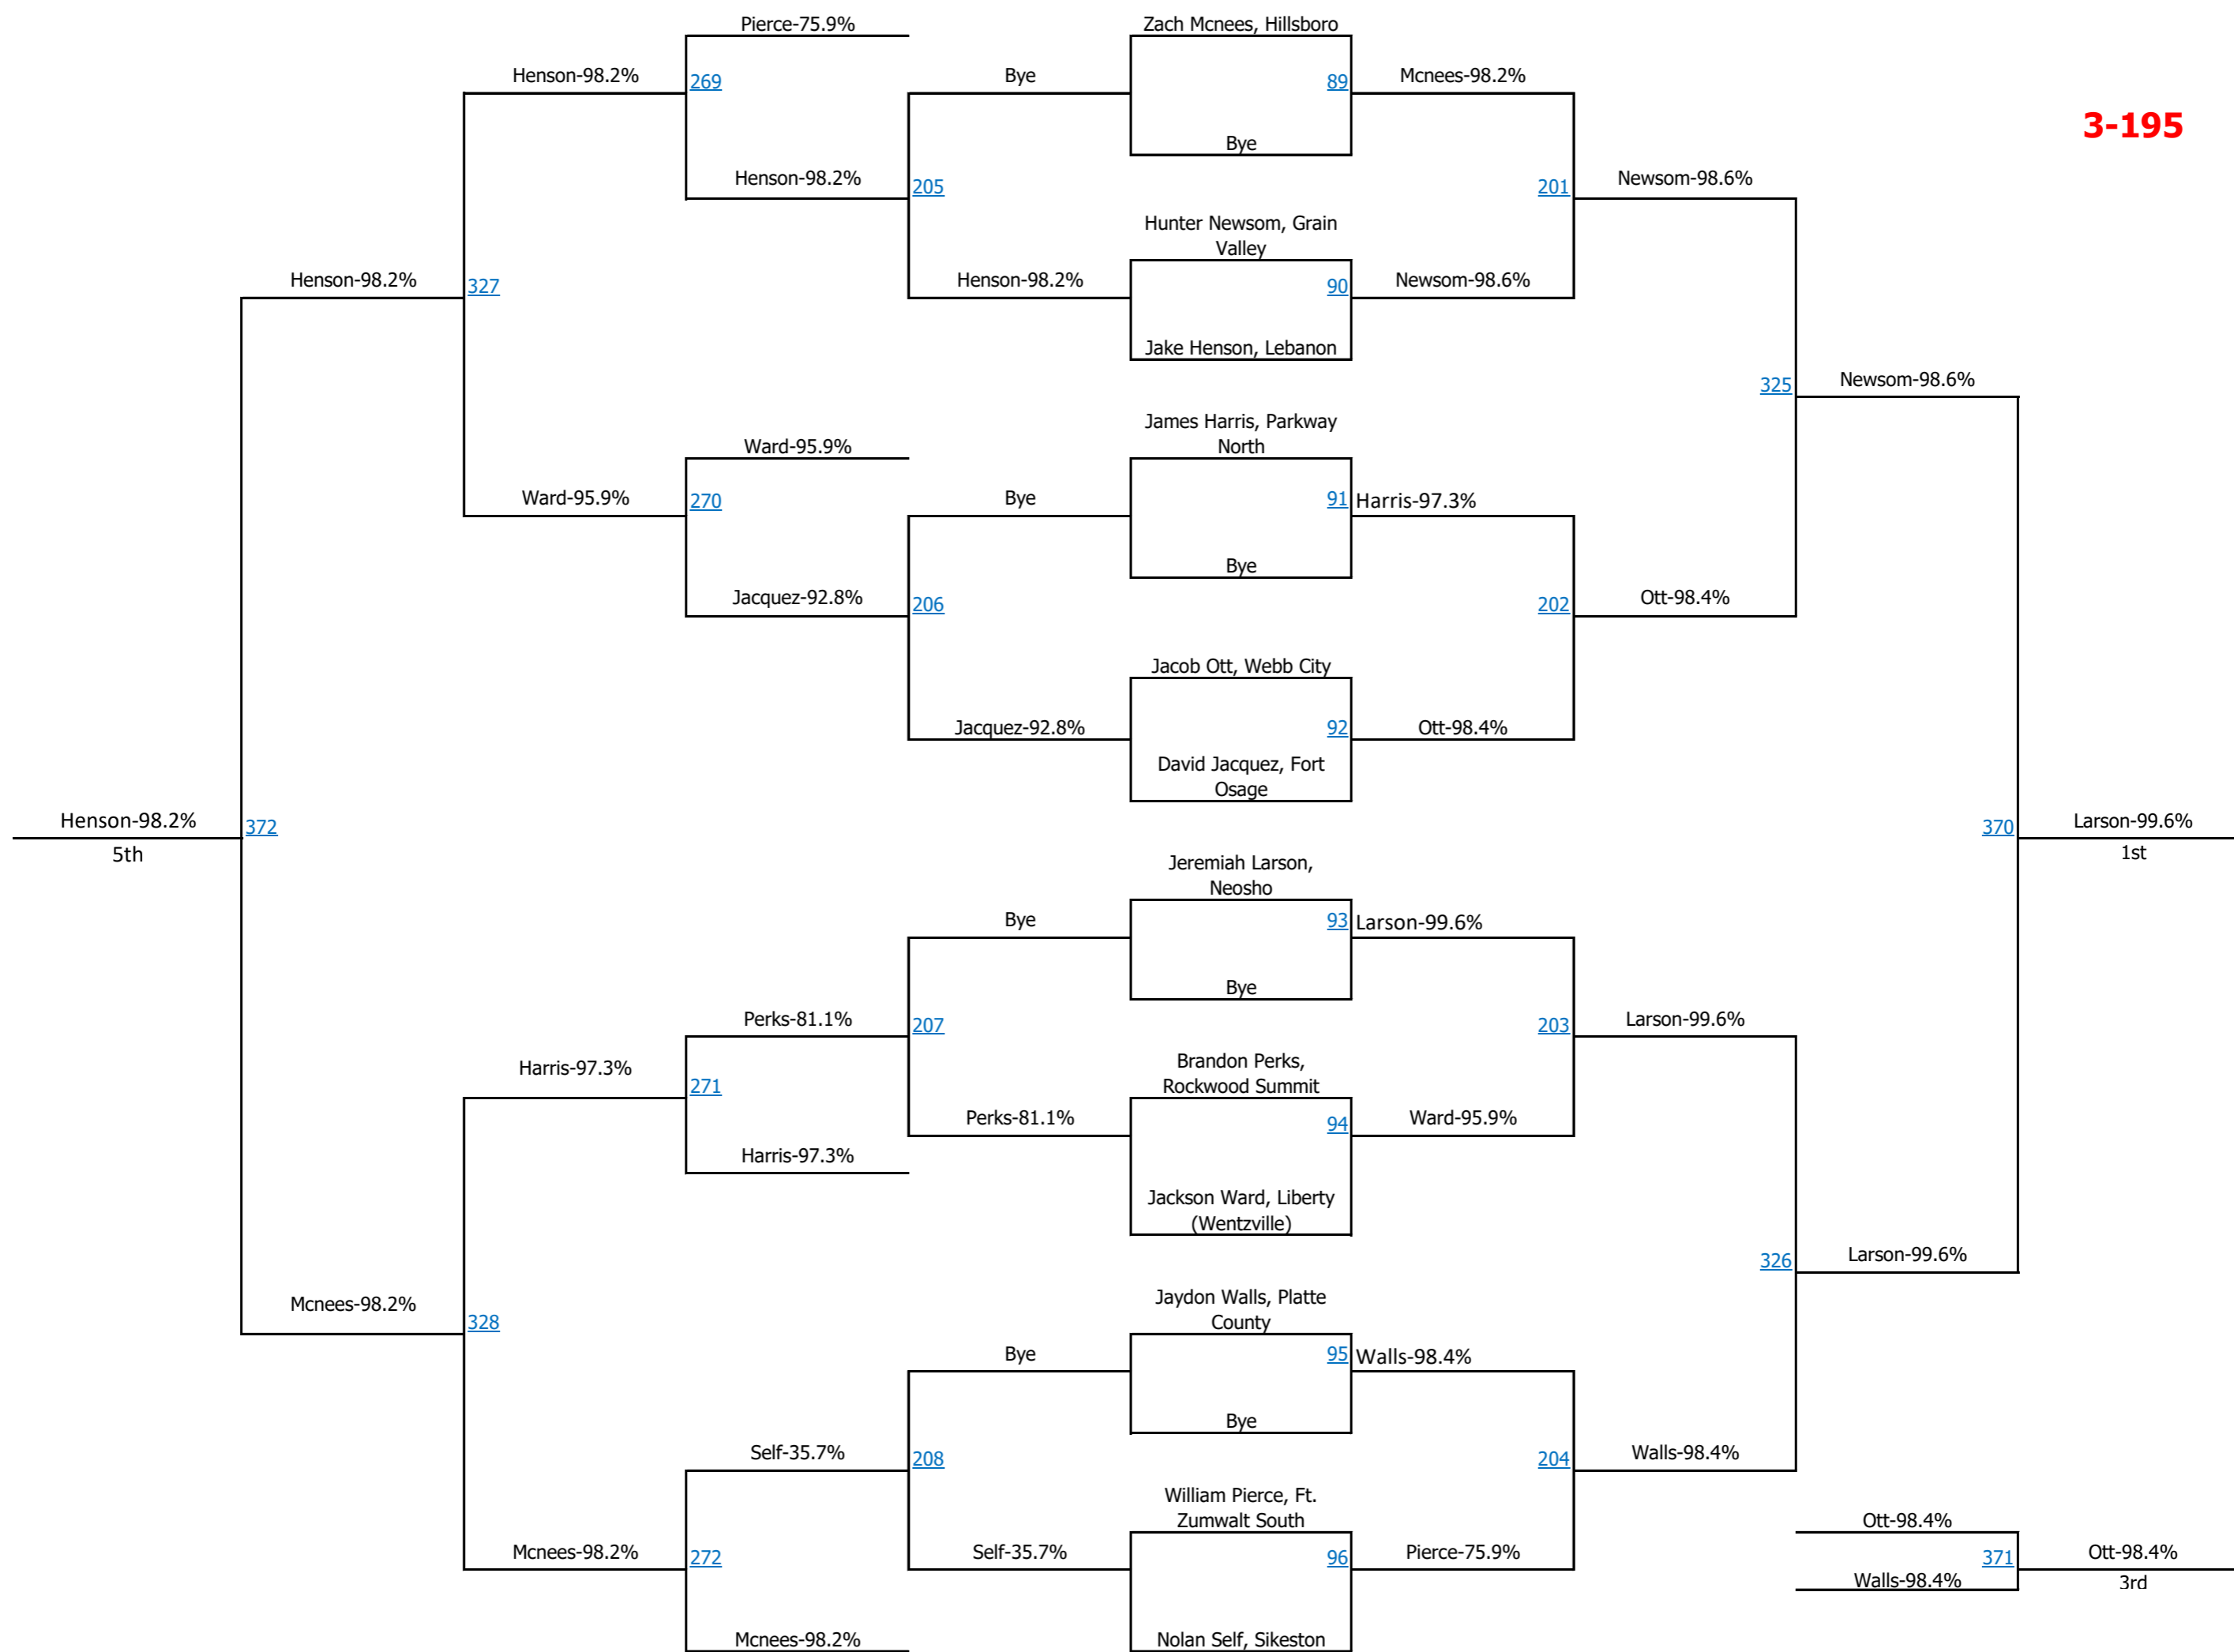 Pierce-75.9%
Zach Mcnees, Hillsboro
Henson-98.2%
269
Bye
89
Mcnees-98.2%
3-195
Bye
Henson-98.2%
205
201
Newsom-98.6%
Hunter Newsom, Grain
Valley
Henson-98.2%
327
Henson-98.2%
90
Newsom-98.6%
Jake Henson, Lebanon
325
Newsom-98.6%
James Harris, Parkway
North
Ward-95.9%
Ward-95.9%
270
Bye
91
Harris-97.3%
Bye
Jacquez-92.8%
206
202
Ott-98.4%
Jacob Ott, Webb City
Jacquez-92.8%
92
Ott-98.4%
David Jacquez, Fort
Osage
Henson-98.2%
372
370
Larson-99.6%
5th
1st
Jeremiah Larson,
Neosho
Bye
93
Larson-99.6%
Bye
Perks-81.1%
207
203
Larson-99.6%
Harris-97.3%
271
Brandon Perks,
Rockwood Summit
Perks-81.1%
94
Ward-95.9%
Harris-97.3%
Jackson Ward, Liberty
(Wentzville)
326
Larson-99.6%
Mcnees-98.2%
328
Jaydon Walls, Platte
County
Bye
95
Walls-98.4%
Bye
Self-35.7%
208
204
Walls-98.4%
William Pierce, Ft.
Zumwalt South
Ott-98.4%
Mcnees-98.2%
272
Self-35.7%
96
Pierce-75.9%
371
Ott-98.4%
Walls-98.4%
3rd
Mcnees-98.2%
Nolan Self, Sikeston